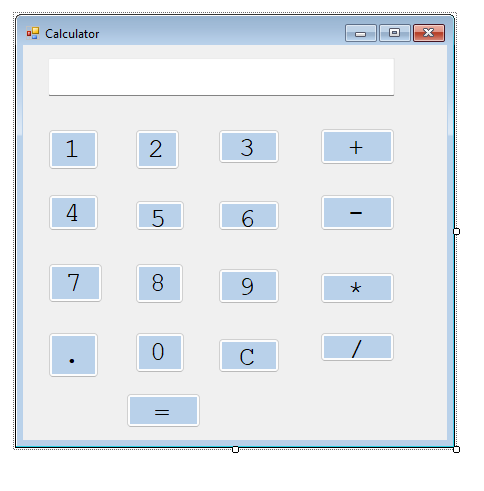 Calculator
1 2 3 +
4 5 6 -
7 8 9 *
. 0 C /
=